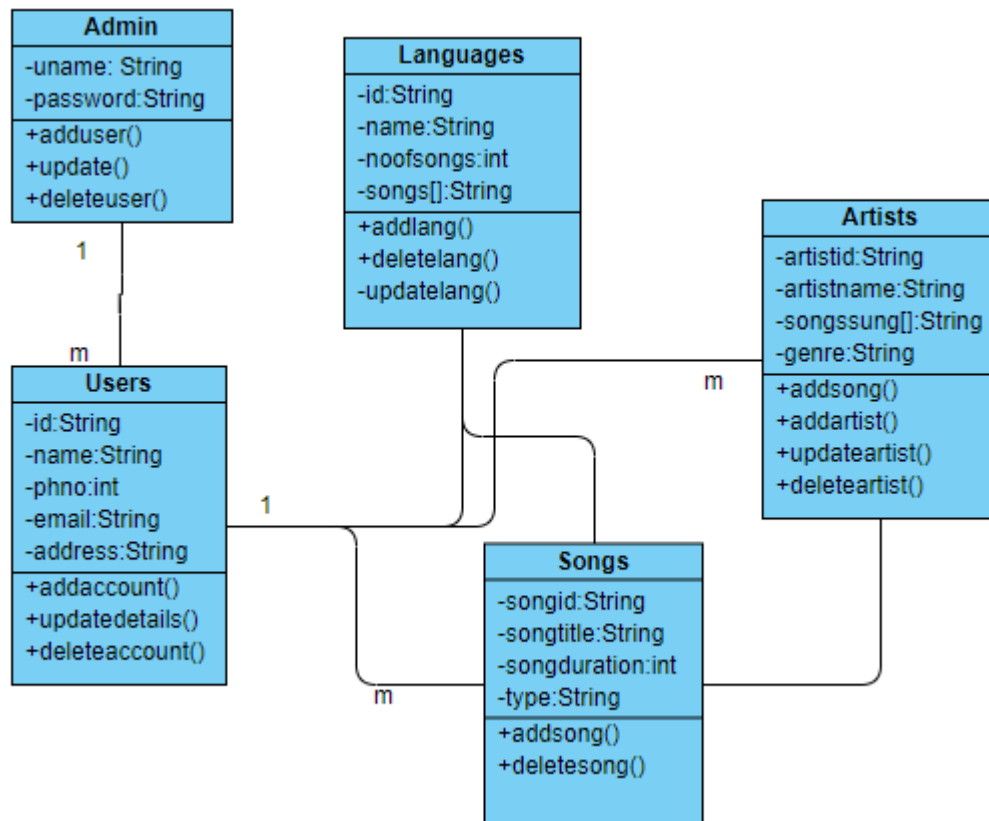 Admin
-uname: String
-password:String
+adduser()
+update()
+deleteuser()
1
m
Languages
-id:String
-name:String
-noofsongs:int
-songs[]:String
+addlang()
+deletelang()
-updatelang()
Artists
-artistid:String
-artistname:String
-songssung[]:String
-genre:String
+addsong()
+addartist()
+updateartist()
+deleteartist()
m
Users
-id:String
-name:String
-phno:int
-email:String
-address:String
+addaccount()
+updatedetails()
+deleteaccount()
1
m
Songs
-songid:String
-songtitle:String
-songduration:int
-type:String
+addsong()
+deletesong()